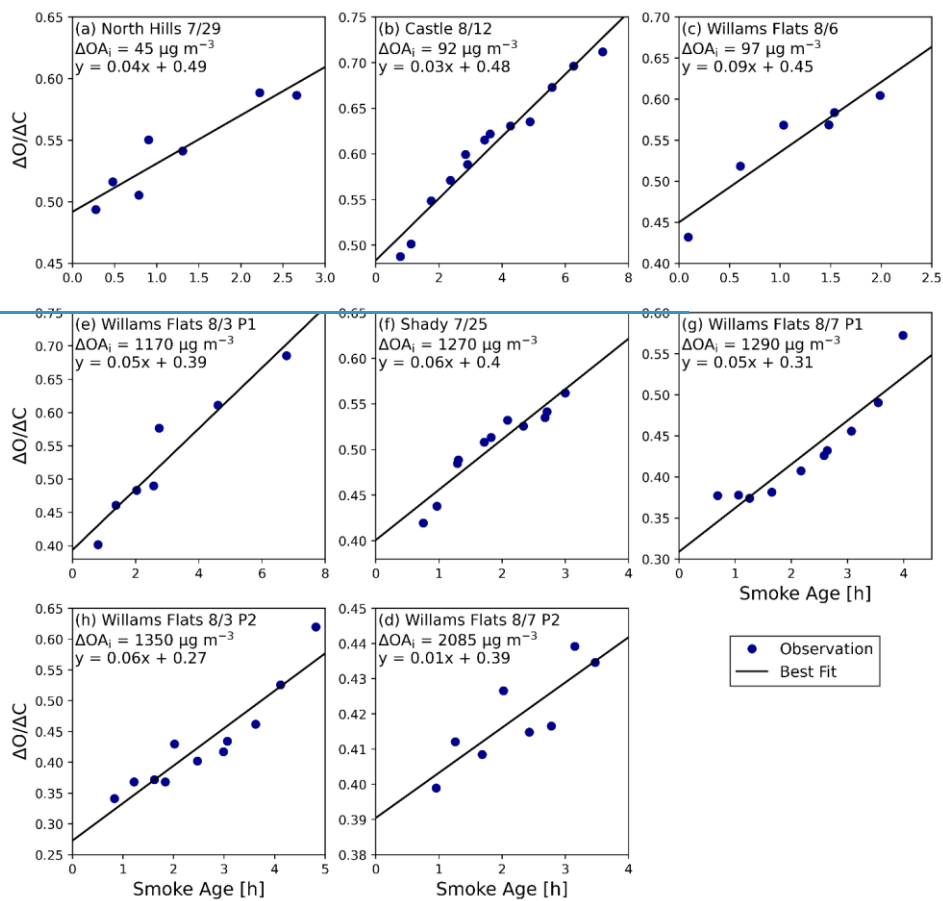 (a) North Hills 7/29
ΔOAᵢ = 45 μg m⁻³
y = 0.04x + 0.49
0.65
0.60
0.55
0.50
0.45
0.0 0.5 1.0 1.5 2.0 2.5 3.0
ΔO/ΔC
(b) Castle 8/12
ΔOAᵢ = 92 μg m⁻³
y = 0.03x + 0.48
0.75
0.70
0.65
0.60
0.55
0.50
0 2 4 6 8
(c) Willams Flats 8/6
ΔOAᵢ = 97 μg m⁻³
y = 0.09x + 0.45
0.70
0.65
0.60
0.55
0.50
0.45
0.40
0.0 0.5 1.0 1.5 2.0 2.5
(e) Willams Flats 8/3 P1
ΔOAᵢ = 1170 μg m⁻³
y = 0.05x + 0.39
0.75
0.70
0.65
0.60
0.55
0.50
0.45
0.40
0 2 4 6 8
ΔO/ΔC
(f) Shady 7/25
ΔOAᵢ = 1270 μg m⁻³
y = 0.06x + 0.4
0.60
0.55
0.50
0.45
0.40
0 1 2 3 4
(g) Willams Flats 8/7 P1
ΔOAᵢ = 1290 μg m⁻³
y = 0.05x + 0.31
0.60
0.55
0.50
0.45
0.40
0.35
0.30
0 1 2 3 4
Smoke Age [h]
(h) Willams Flats 8/3 P2
ΔOAᵢ = 1350 μg m⁻³
y = 0.06x + 0.27
0.65
0.60
0.55
0.50
0.45
0.40
0.35
0.30
0.25
0 1 2 3 4 5
ΔO/ΔC
Smoke Age [h]
(d) Willams Flats 8/7 P2
ΔOAᵢ = 2085 μg m⁻³
y = 0.01x + 0.39
0.45
0.44
0.43
0.42
0.41
0.40
0.39
0.38
0 1 2 3 4
Smoke Age [h]
Observation
Best Fit